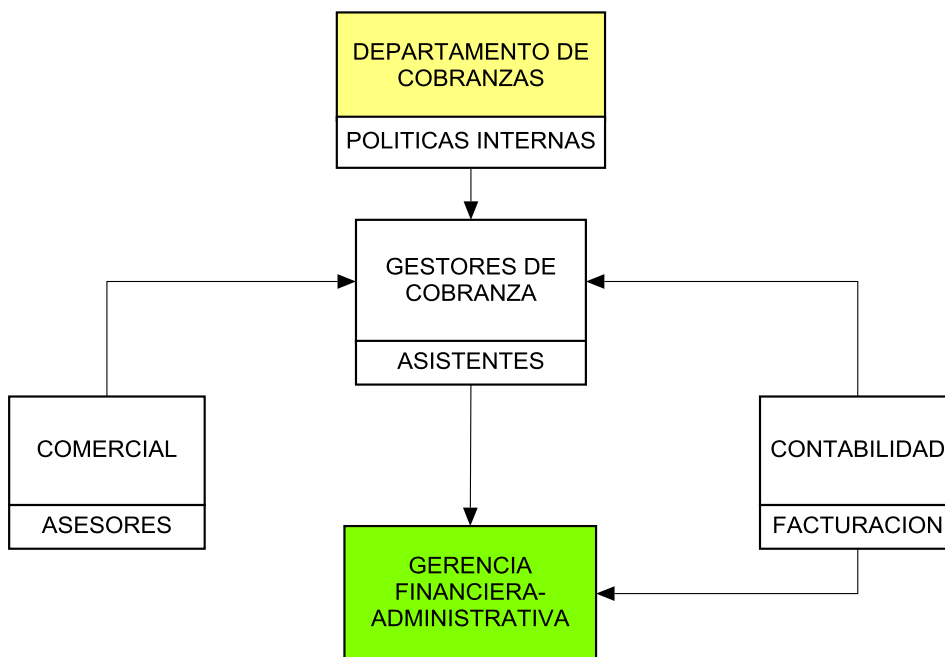 DEPARTAMENTO DE
COBRANZAS
POLITICAS INTERNAS
GESTORES DE
COBRANZA
ASISTENTES
COMERCIAL
ASESORES
CONTABILIDAD
FACTURACION
GERENCIA
FINANCIERA-
ADMINISTRATIVA